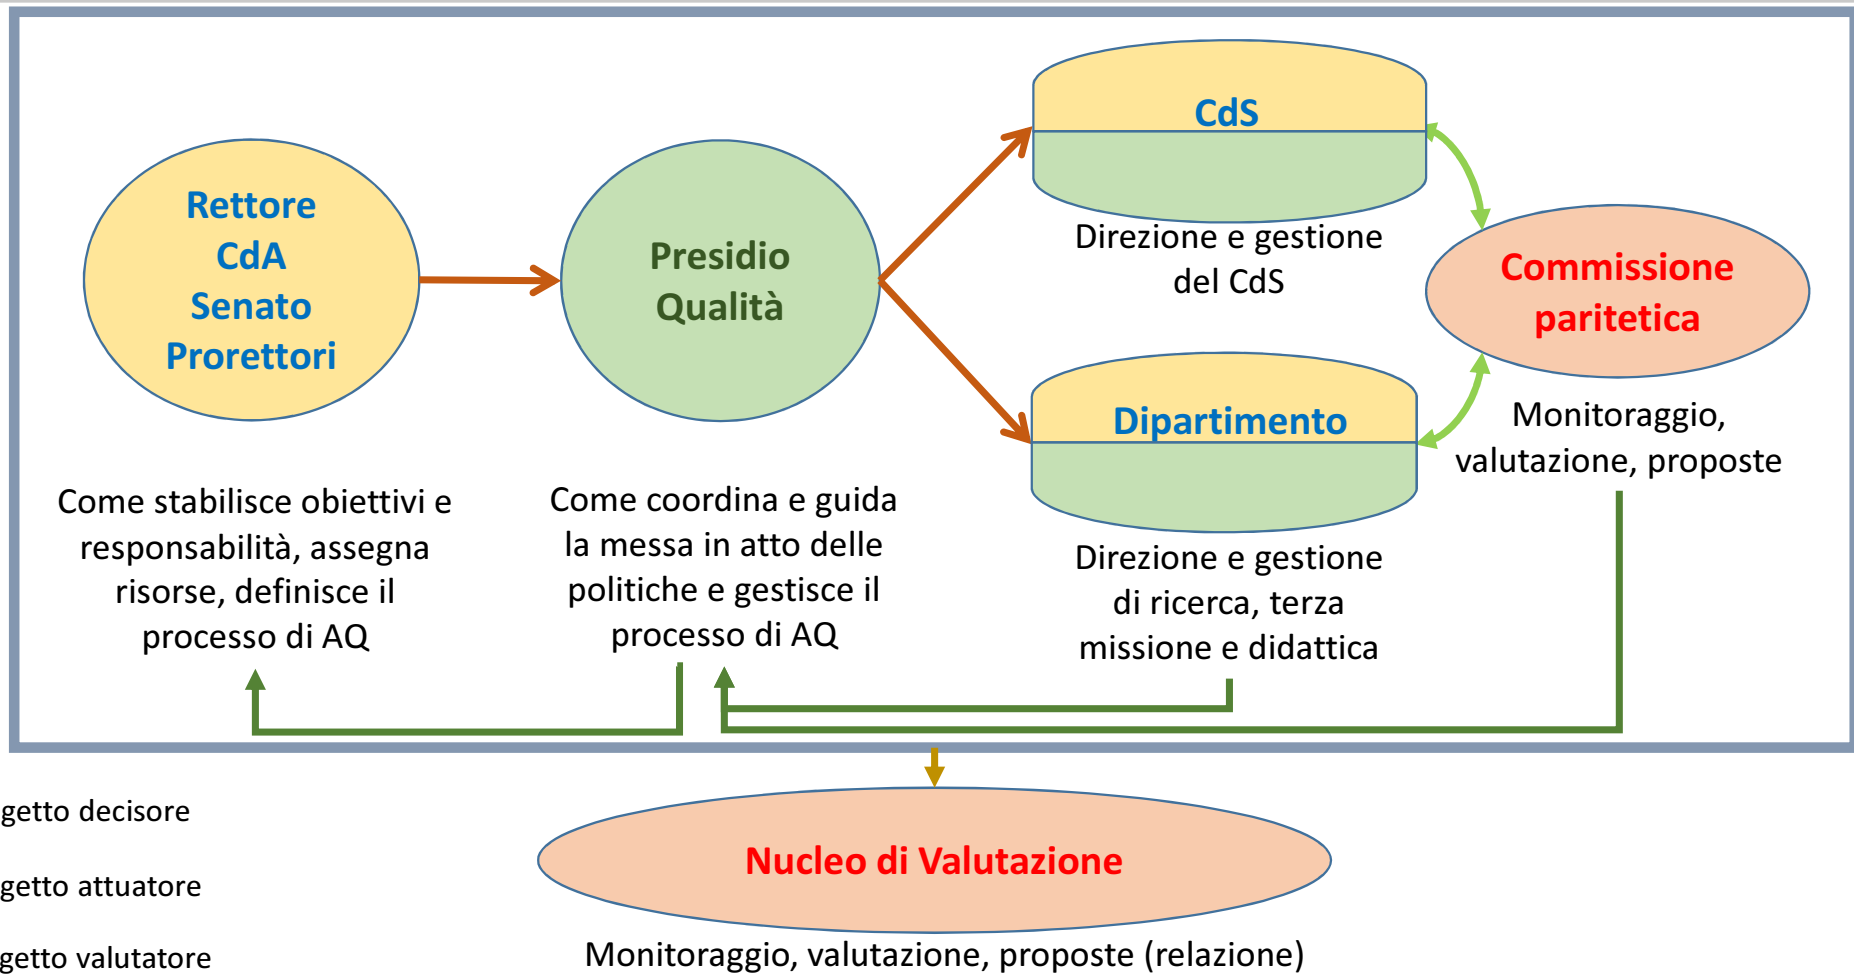 Rettore
CdA
Senato
Prorettori
Come stabilisce obiettivi e
responsabilità, assegna
risorse, definisce il
processo di AQ
Presidio
Qualità
Come coordina e guida
la messa in atto delle
politiche e gestisce il
processo di AQ
CdS
Direzione e gestione
del CdS
Dipartimento
Direzione e gestione
di ricerca, terza
missione e didattica
Commissione
paritetica
Monitoraggio,
valutazione, proposte
getto decisore
getto attuatore
getto valutatore
Nucleo di Valutazione
Monitoraggio, valutazione, proposte (relazione)